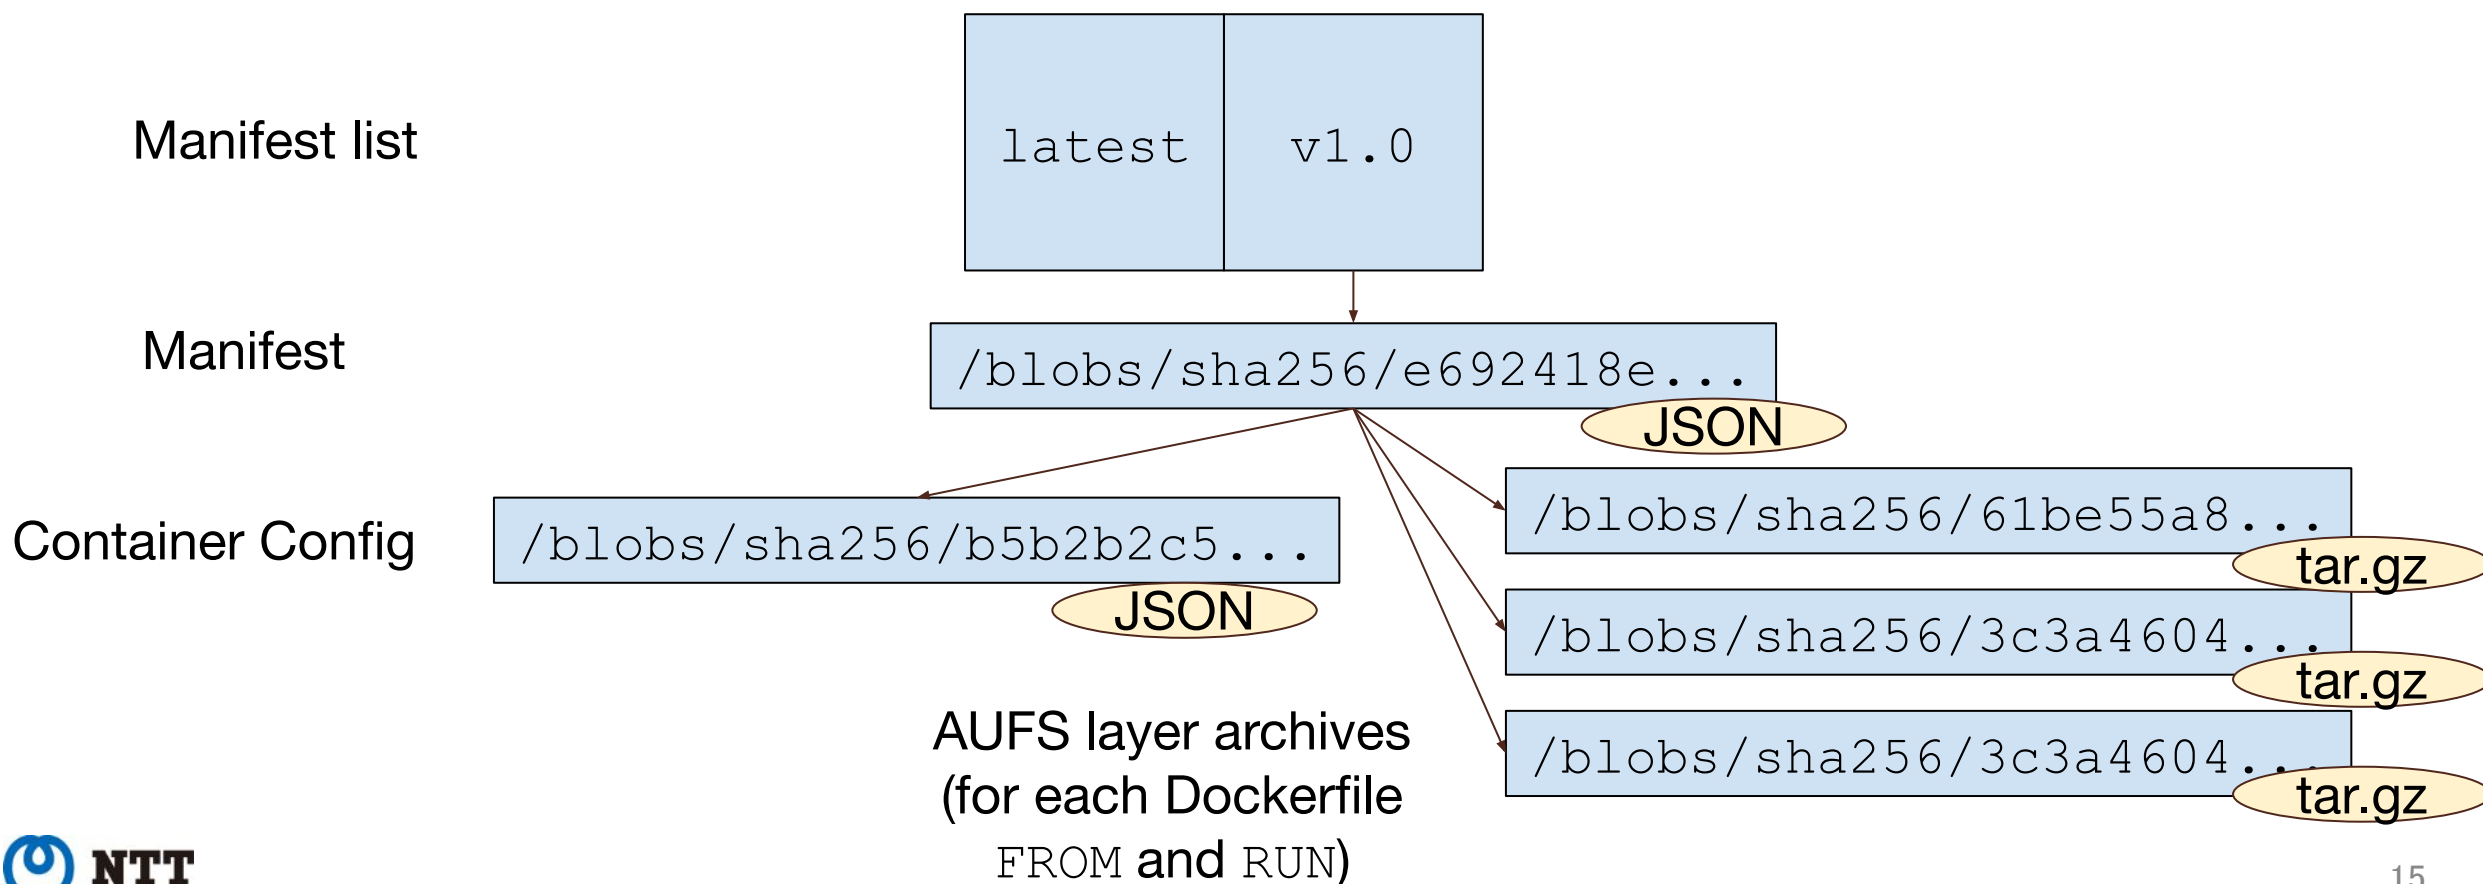 Manifest list
latest
v1.0
Manifest
/blobs/sha256/e692418e...
JSON
Container Config
/blobs/sha256/b5b2b2c5...
JSON
/blobs/sha256/61be55a8...
tar.gz
/blobs/sha256/3c3a4604...
tar.gz
/blobs/sha256/3c3a4604...
tar.gz
AUFS layer archives
(for each Dockerfile
FROM and RUN)
NTT
15